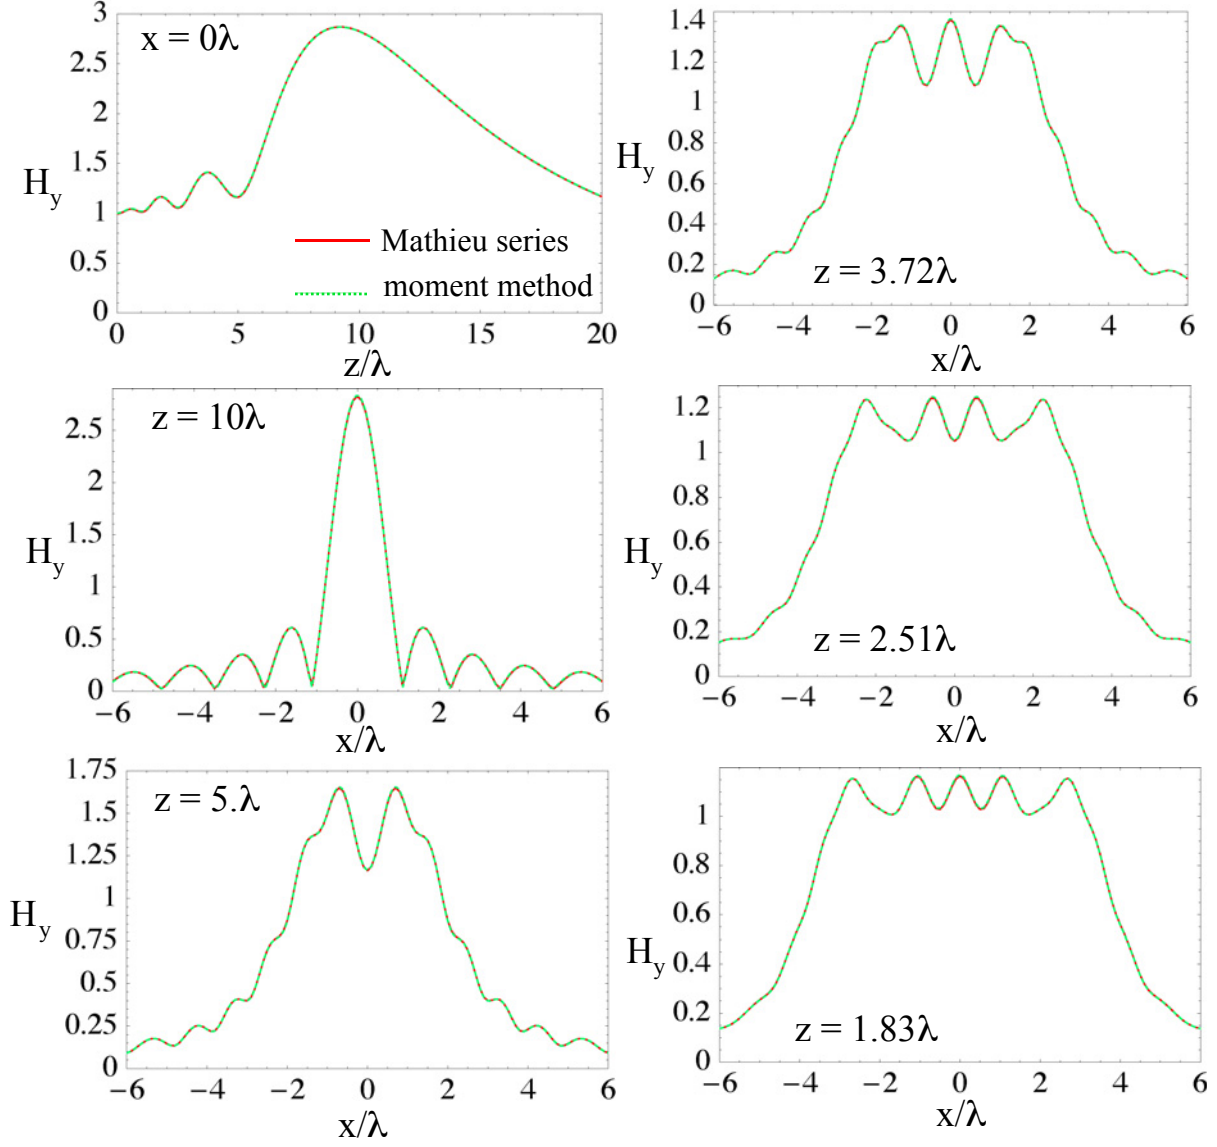 x = 0λ
3
2.5
2
1.5
1
0.5
0
H_y
Mathieu series
moment method
0 5 10 15 20
z/λ
1.4
1.2
1
0.8
0.6
0.4
0.2
0
H_y
z = 3.72λ
−6 −4 −2 0 2 4 6
x/λ
z = 10λ
2.5
2
1.5
1
0.5
0
H_y
−6 −4 −2 0 2 4 6
x/λ
1.2
1
0.8
0.6
0.4
0.2
0
H_y
z = 2.51λ
−6 −4 −2 0 2 4 6
x/λ
1.75
z = 5.λ
1.5
1.25
1
0.75
0.5
0.25
0
H_y
−6 −4 −2 0 2 4 6
x/λ
1
0.8
0.6
0.4
0.2
0
H_y
z = 1.83λ
−6 −4 −2 0 2 4 6
x/λ